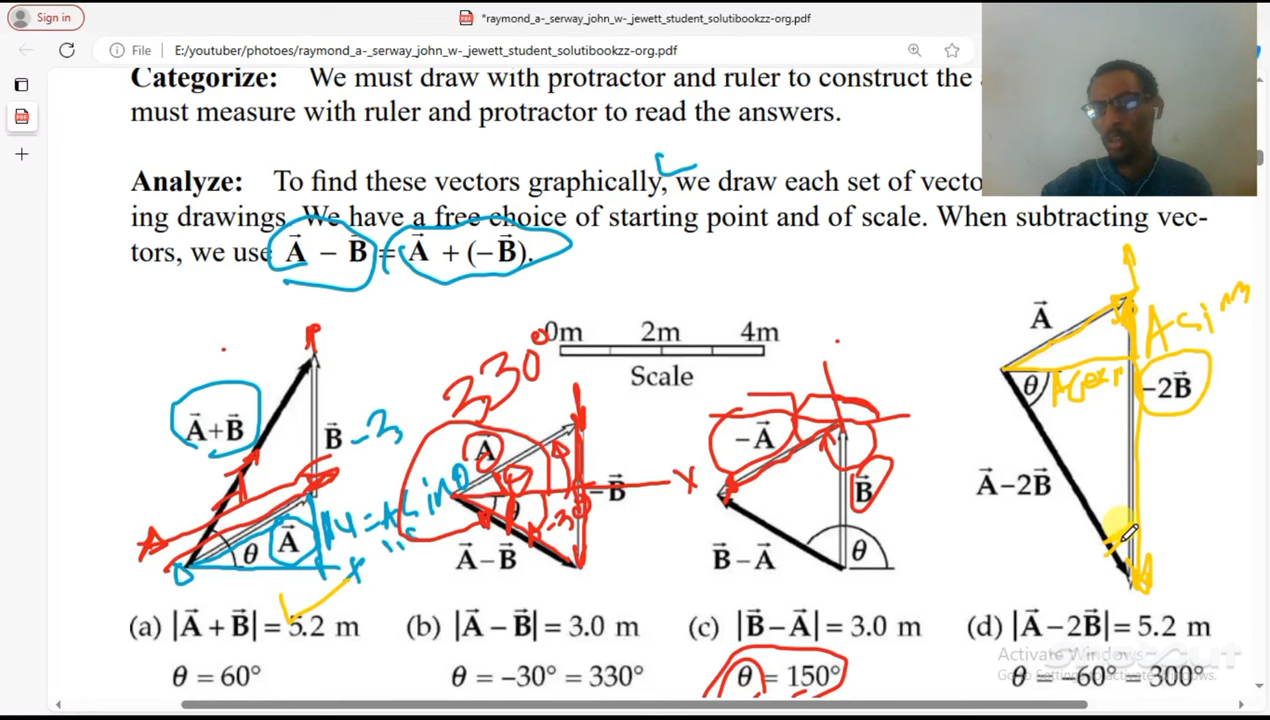 Sign in
*raymond_a-_serway_john_w-_jewett_student_solutibookzz-org.pdf
File E:/youtuber/photoes/raymond_a-_serway_john_w-_jewett_student_solutibookzz-org.pdf
Categorize: We must draw with protractor and ruler to construct the
must measure with ruler and protractor to read the answers.
Analyze: To find these vectors graphically, we draw each set of vecto
ing drawings. We have a free choice of starting point and of scale. When subtracting vec-
tors, we use A⃗ − B⃗ = A⃗ + (−B⃗).
0m 2m 4m
Scale
330°
A⃗+B⃗
B⃗ -3
A⃗
θ
A⃗
θ
−B⃗
X
A⃗−B⃗
−A⃗
B⃗
B⃗−A⃗
θ
A⃗
A sin
θ
−2B⃗
A⃗−2B⃗
(a) |A⃗ + B⃗| = 5.2 m (b) |A⃗ − B⃗| = 3.0 m (c) |B⃗ − A⃗| = 3.0 m (d) |A⃗ − 2B⃗| = 5.2 m
θ = 60° θ = −30° = 330° θ = 150° θ = −60° = 300°
Activate Windows